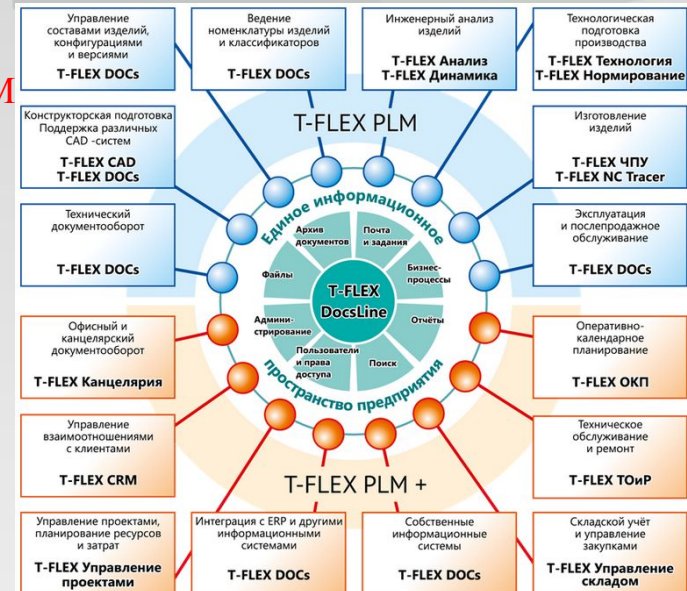 Управление
составами изделий,
конфигурациями
и версиями
T-FLEX DOCs
Ведение
номенклатуры изделий
и классификаторов
T-FLEX DOCs
Инженерный анализ
изделий
T-FLEX Анализ
T-FLEX Динамика
Технологическая
подготовка
производства
T-FLEX Технология
T-FLEX Нормирование
М
T-FLEX PLM
Конструкторская подготовка
Поддержка различных
CAD -систем
T-FLEX CAD
T-FLEX DOCs
Изготовление
изделий
T-FLEX ЧПУ
T-FLEX NC Tracer
Технический
документооборот
T-FLEX DOCs
Эксплуатация
и послепродажное
обслуживание
T-FLEX DOCs
Единое информационное
Архив
документов
Почта
и задания
Файлы
Бизнес-
процессы
T-FLEX
DocsLine
Админи-
стрирование
Отчёты
Пользователи
и права
доступа
Поиск
пространство предприятия
Офисный и
канцелярский
документооборот
T-FLEX Канцелярия
Оперативно-
календарное
планирование
T-FLEX ОКП
Управление
взаимоотношениями
с клиентами
T-FLEX CRM
Техническое
обслуживание
и ремонт
T-FLEX ТОиР
T-FLEX PLM +
Управление проектами,
планирование ресурсов
и затрат
T-FLEX Управление
проектами
Интеграция с ERP и другими
информационными
системами
T-FLEX DOCs
Собственные
информационные
системы
T-FLEX DOCs
Складской учёт
и управление
закупками
T-FLEX Управление
складом